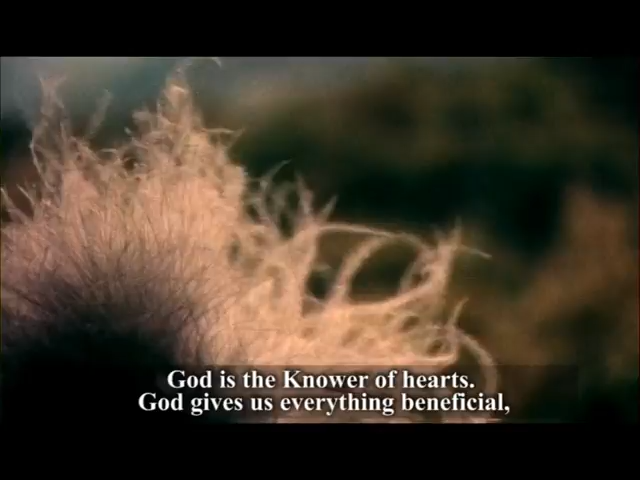 God is the Knower of hearts.
God gives us everything beneficial,